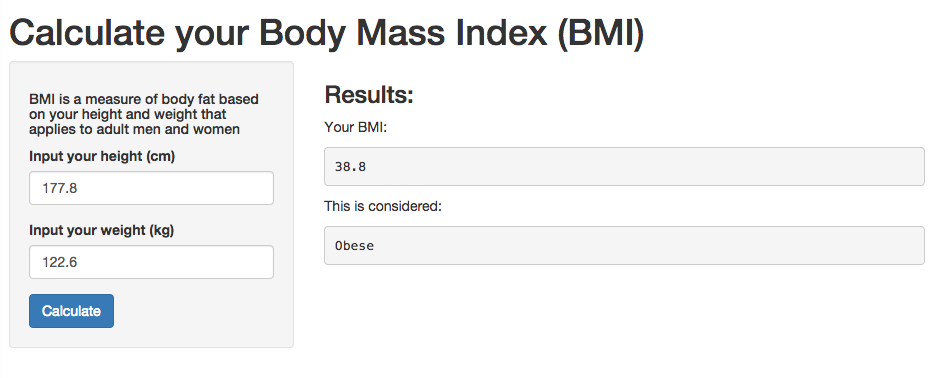 Calculate your Body Mass Index (BMI)
BMI is a measure of body fat based
on your height and weight that
applies to adult men and women
Input your height (cm)
177.8
Input your weight (kg)
122.6
Calculate
Results:
Your BMI:
38.8
This is considered:
Obese